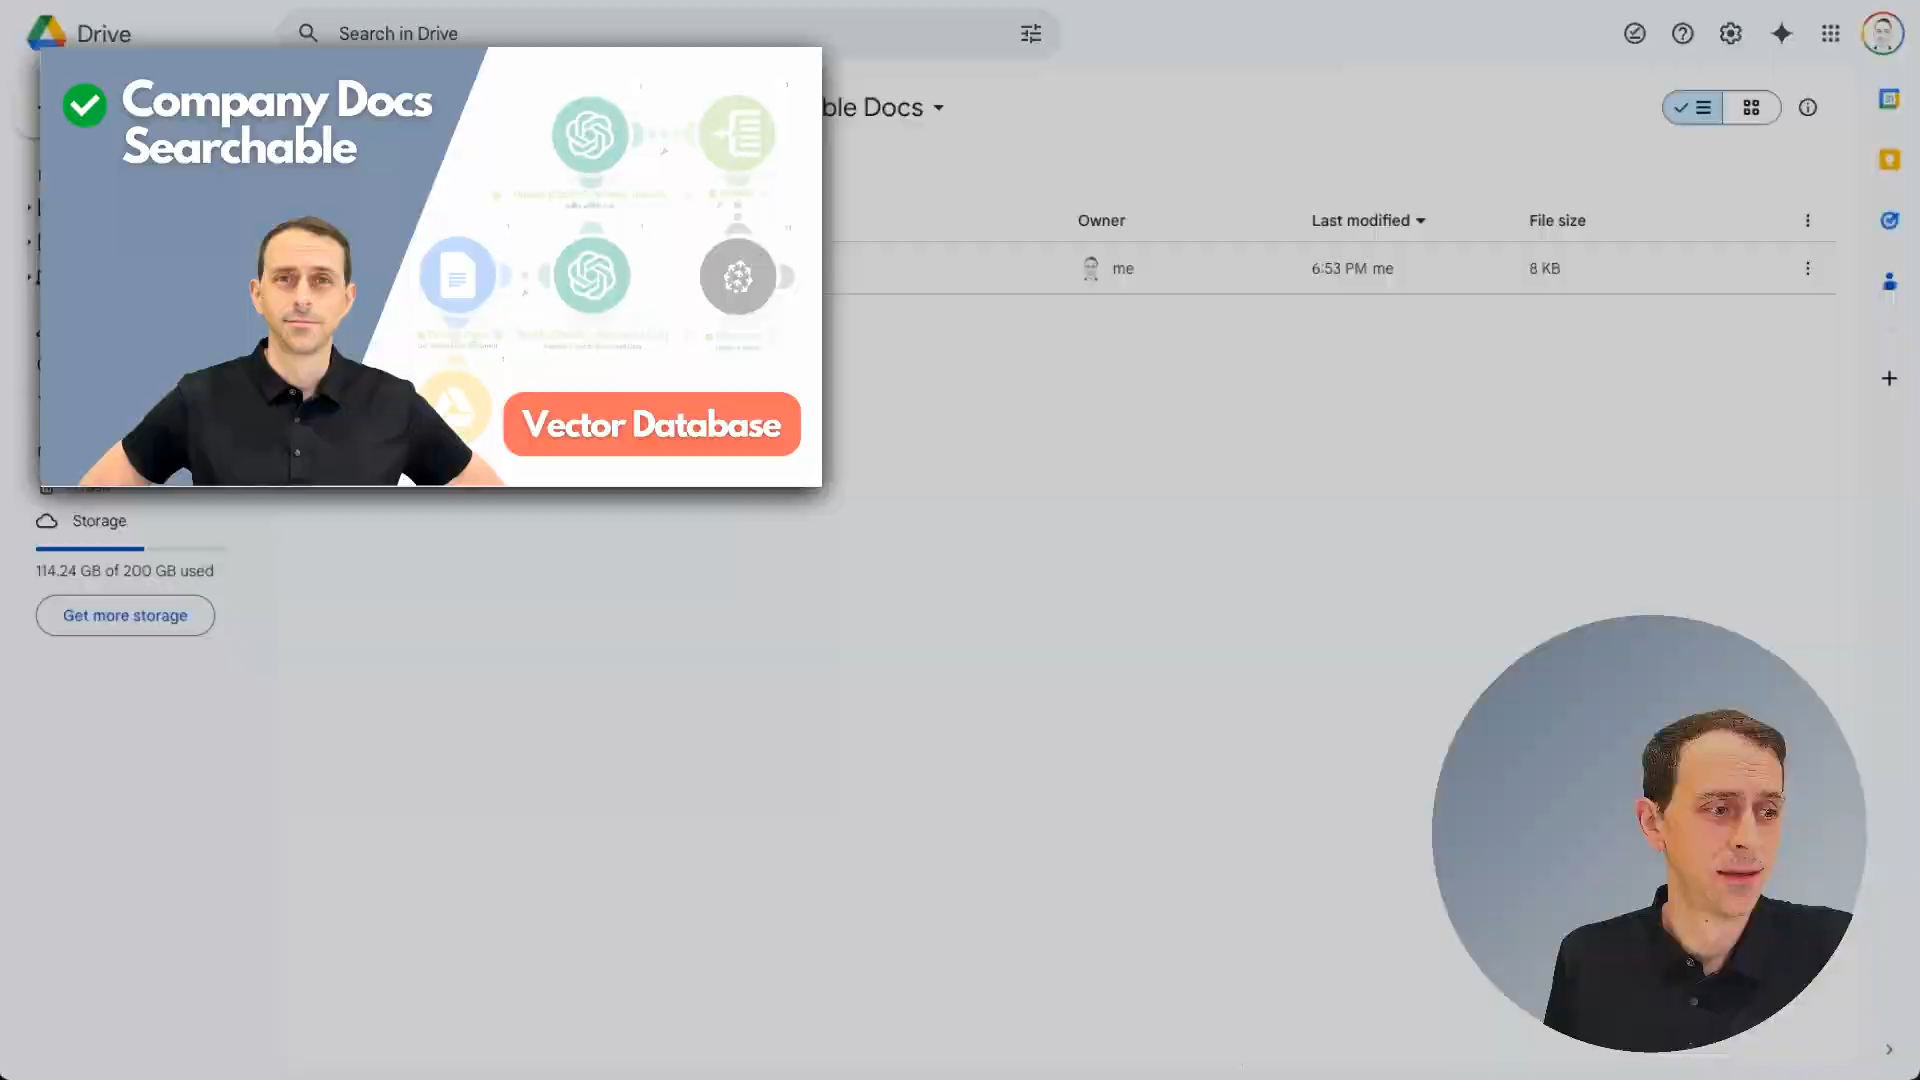 Drive
Search in Drive
Company Docs
Searchable
Vector Database
ble Docs
Owner
Last modified
File size
me
6:53 PM me
8 KB
Storage
114.24 GB of 200 GB used
Get more storage